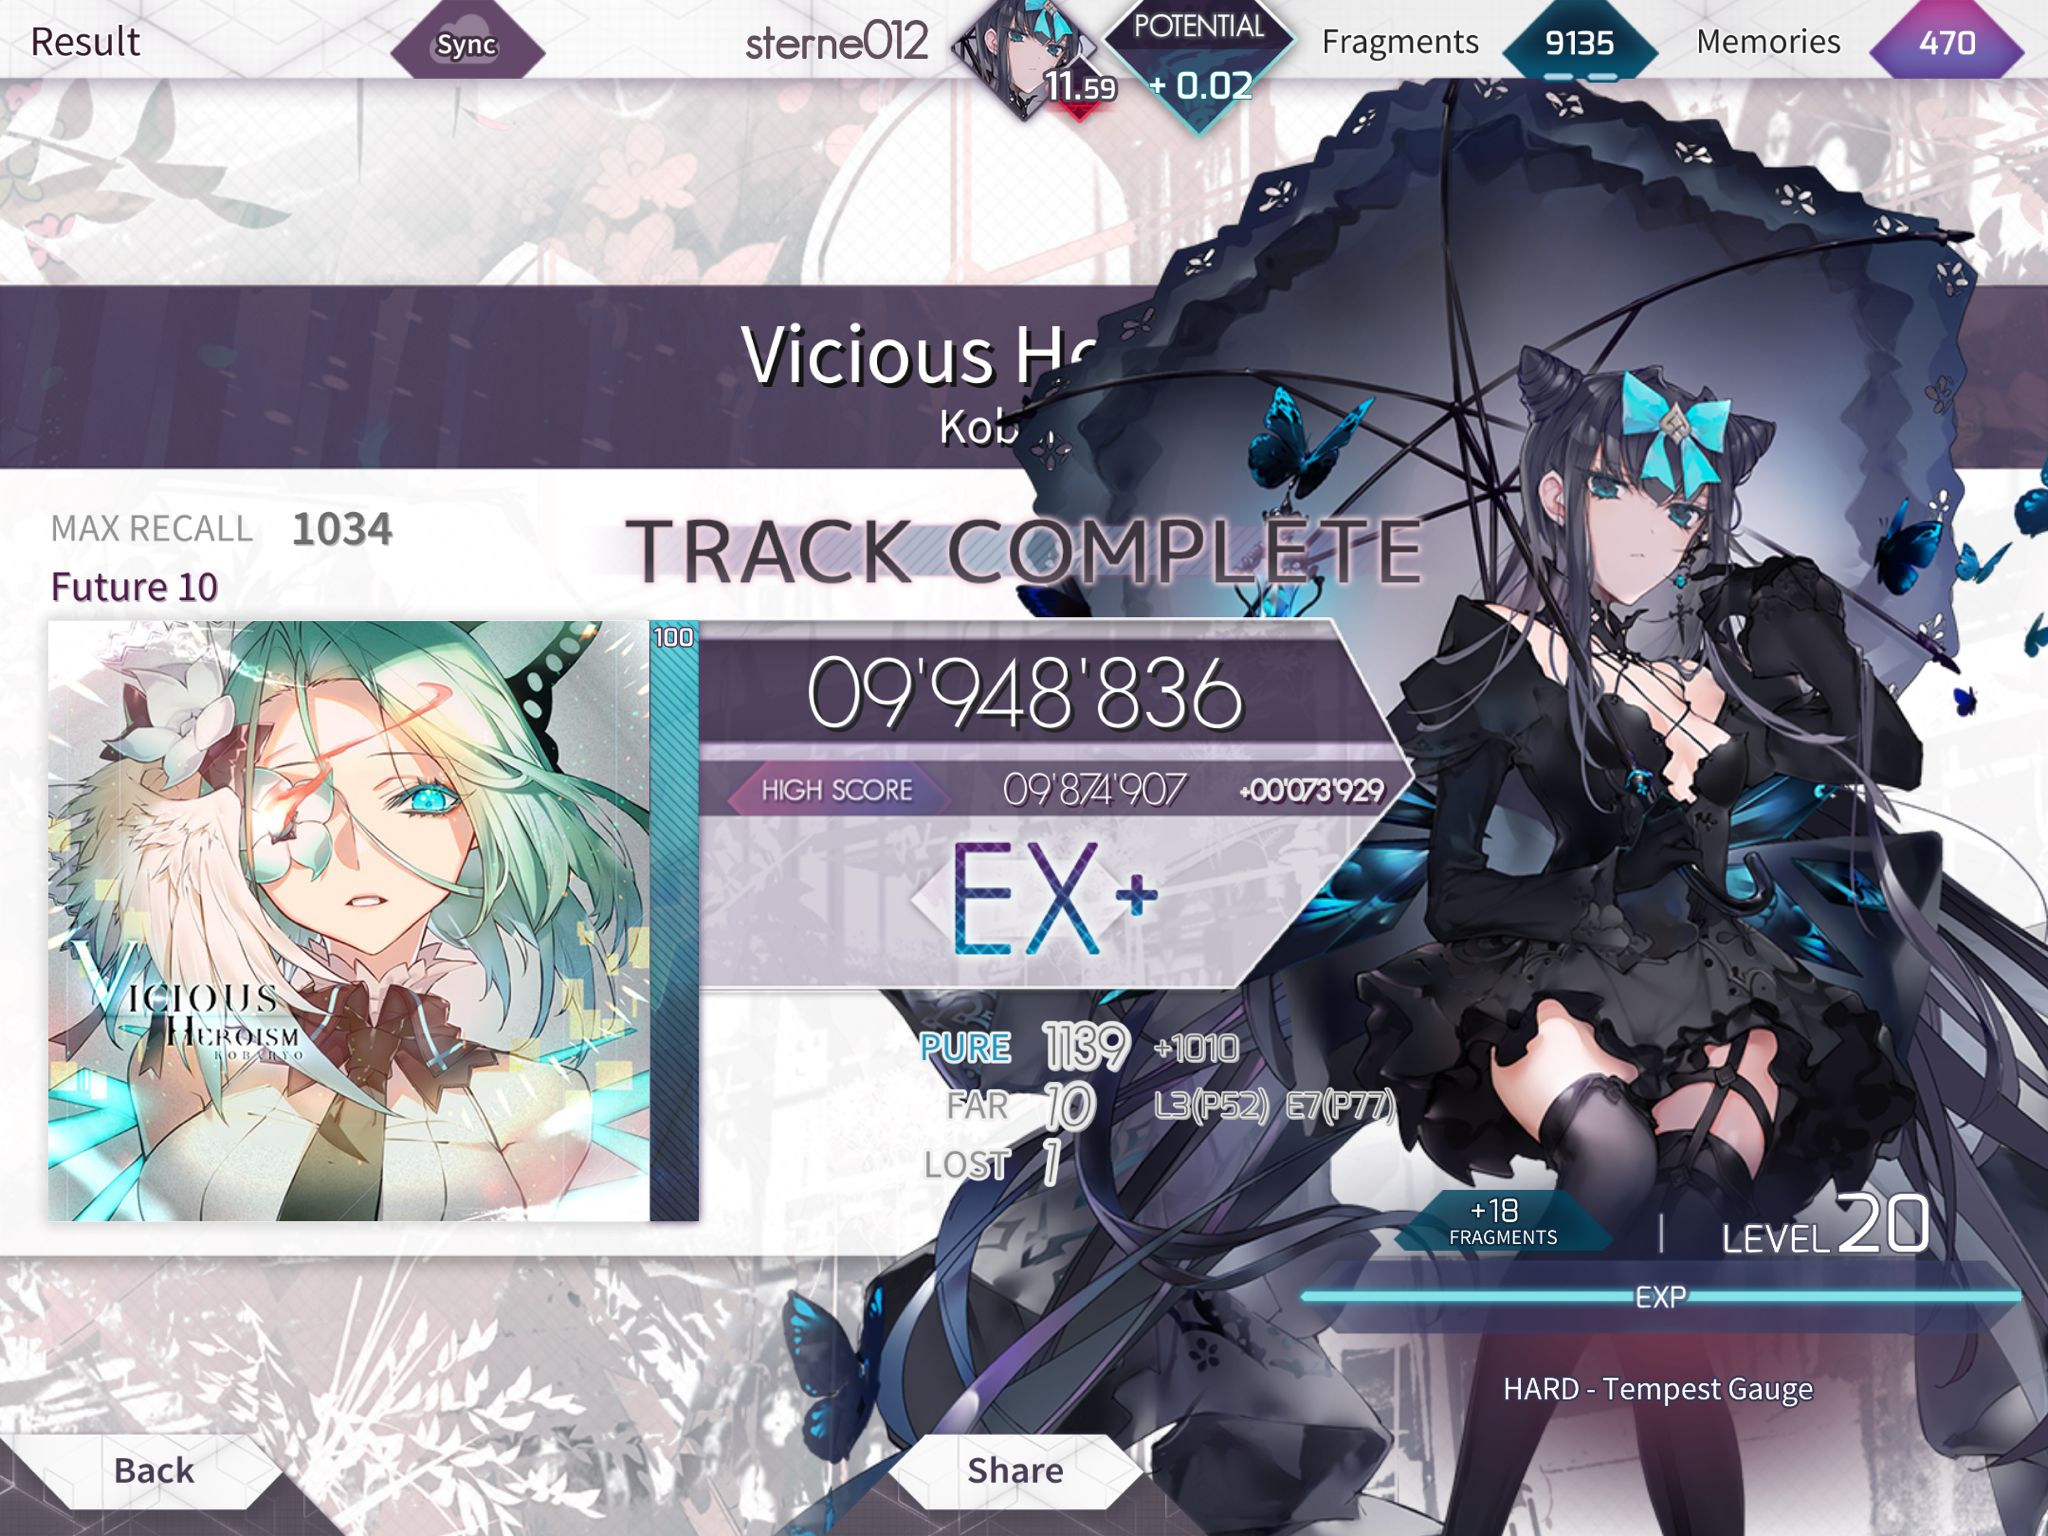 Result
Sync
sterne012
11.59
POTENTIAL
+ 0.02
Fragments
9135
Memories
470
Vicious
MAX RECALL 1034
Future 10
TRACK COMPLETE
100
09'948'836
HIGH SCORE 09'874'907 +00'073'929
EX+
VICIOUS
HEROISM
KOBARYO
PURE 1139 +1010
FAR 10 L3(P52) E7(P77)
LOST 1
+18
FRAGMENTS
LEVEL 20
EXP
HARD - Tempest Gauge
Back
Share